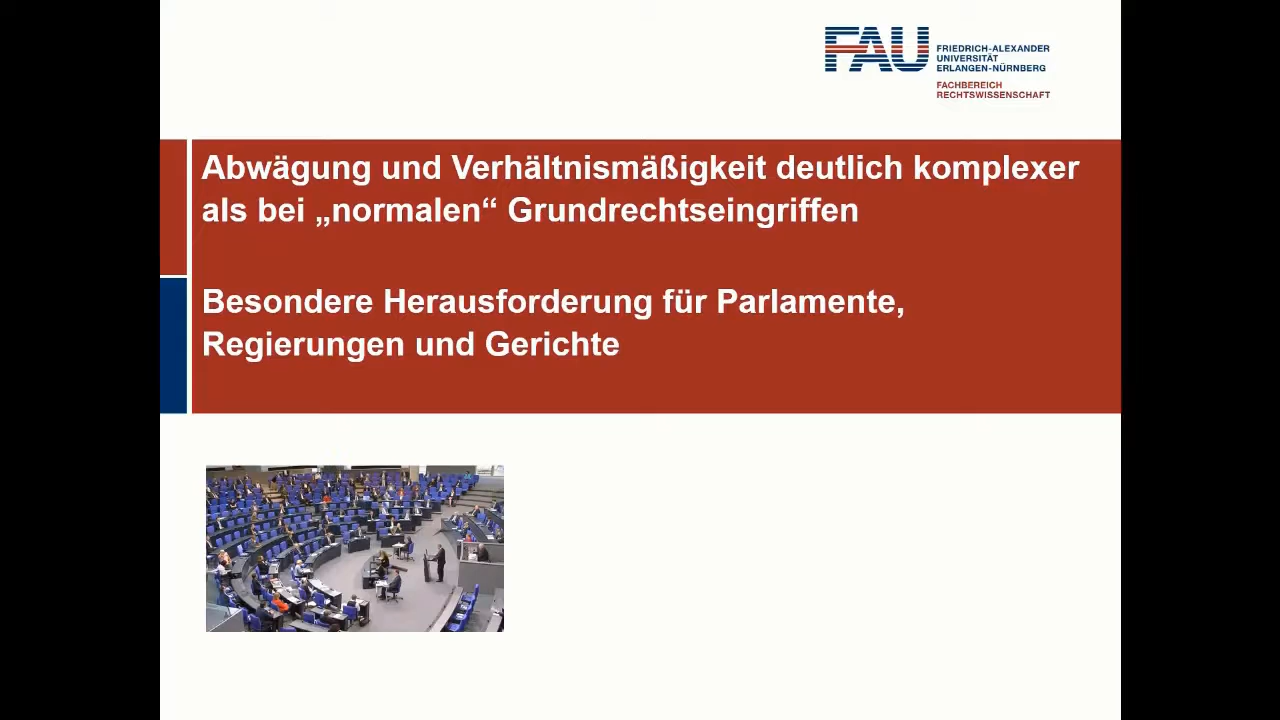 FAU
FRIEDRICH-ALEXANDER
UNIVERSITÄT
ERLANGEN-NÜRNBERG
FACHBEREICH
RECHTSWISSENSCHAFT
Abwägung und Verhältnismäßigkeit deutlich komplexer
als bei „normalen“ Grundrechtseingriffen
Besondere Herausforderung für Parlamente,
Regierungen und Gerichte